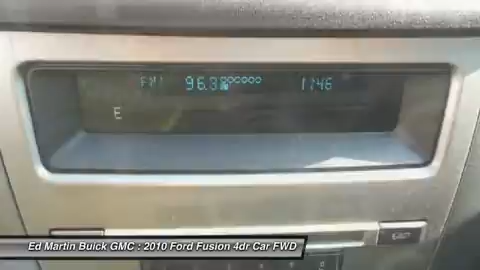 FM1 96.3 1:46
E
Ed Martin Buick GMC : 2010 Ford Fusion 4dr Car FWD